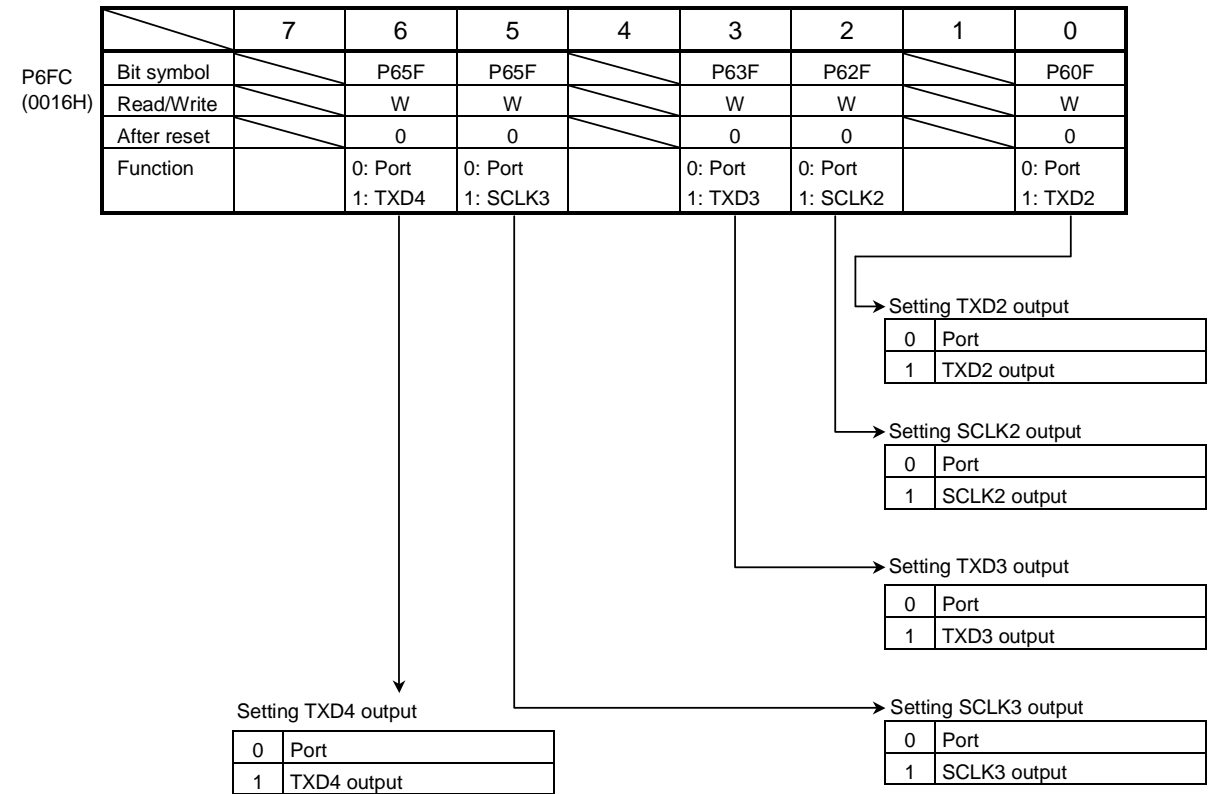 7 6 5 4 3 2 1 0
P6FC
(0016H)
Bit symbol P65F P65F P63F P62F P60F
Read/Write W W W W W
After reset 0 0 0 0 0
Function 0: Port 0: Port 0: Port 0: Port 0: Port
1: TXD4 1: SCLK3 1: TXD3 1: SCLK2 1: TXD2
Setting TXD2 output
0 Port
1 TXD2 output
Setting SCLK2 output
0 Port
1 SCLK2 output
Setting TXD3 output
0 Port
1 TXD3 output
Setting TXD4 output
0 Port
1 TXD4 output
Setting SCLK3 output
0 Port
1 SCLK3 output